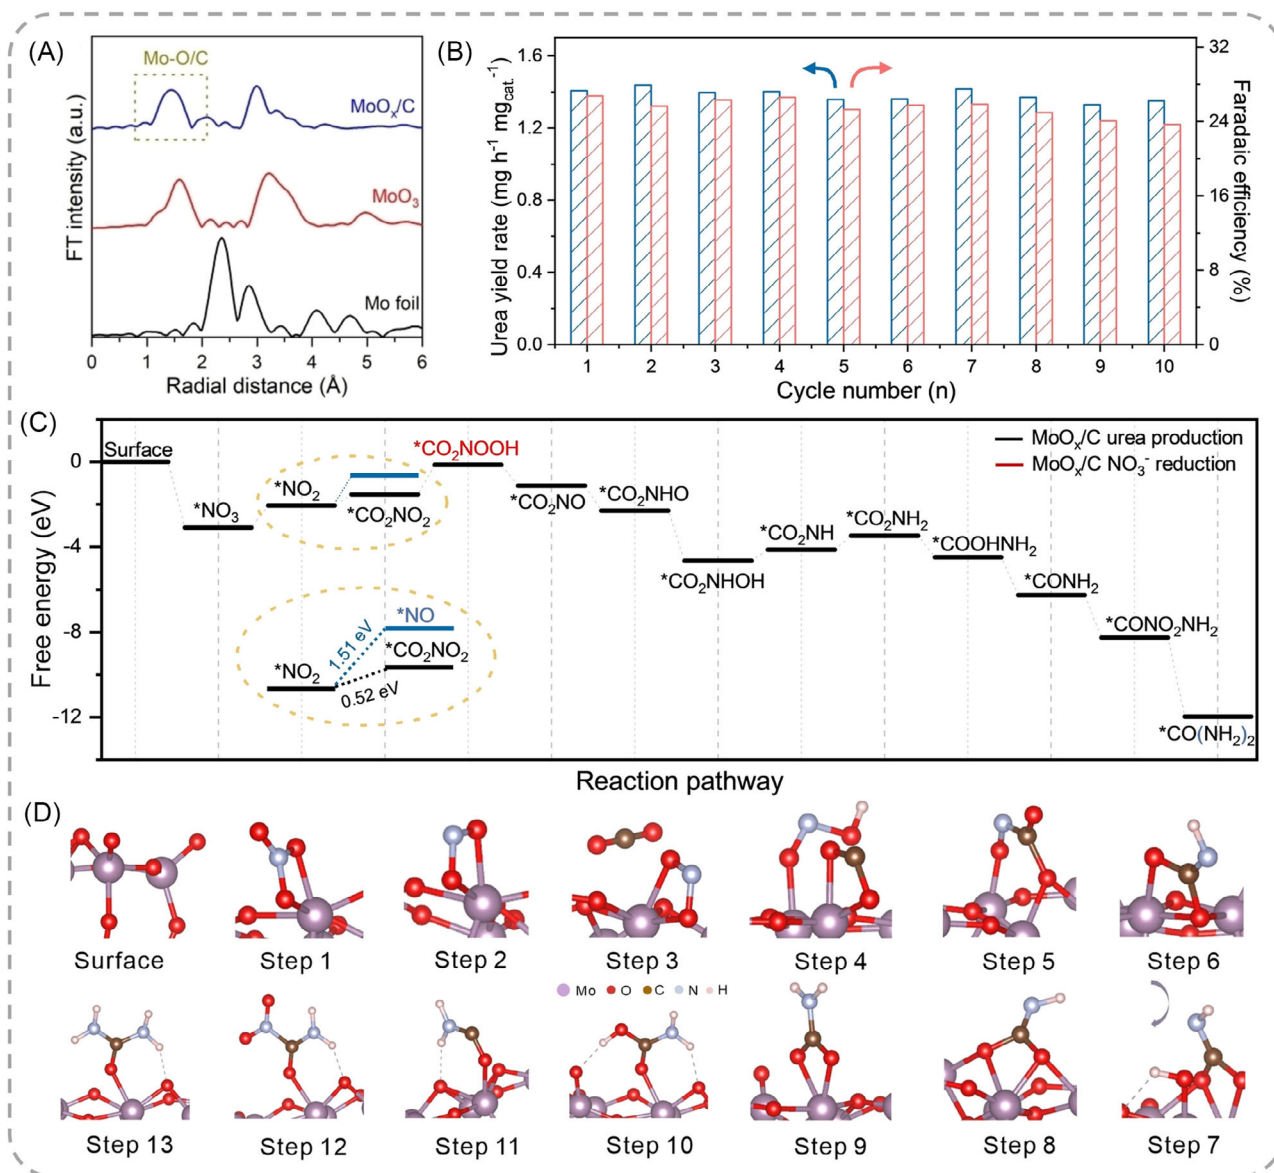 (A)
Mo-O/C
MoOₓ/C
MoO₃
Mo foil
FT intensity (a.u.)
0 1 2 3 4 5 6
Radial distance (Å)
(B)
1.6
1.2
0.8
0.4
0.0
Urea yield rate (mg h⁻¹ mg_cat.⁻¹)
32
24
16
8
0
Faradaic efficiency (%)
1 2 3 4 5 6 7 8 9 10
Cycle number (n)
(C)
0
-4
-8
-12
Free energy (eV)
MoOₓ/C urea production
MoOₓ/C NO₃⁻ reduction
Surface
*NO₃
*NO₂
*CO₂NO₂
*CO₂NOOH
*CO₂NO
*CO₂NHO
*CO₂NHOH
*CO₂NH
*CO₂NH₂
*COOHNH₂
*CONH₂
*CONO₂NH₂
*CO(NH₂)₂
*NO
1.51 eV
*CO₂NO₂
*NO₂
0.52 eV
Reaction pathway
(D)
Surface
Step 1
Step 2
Step 3
Step 4
Step 5
Step 6
Mo O C N H
Step 13
Step 12
Step 11
Step 10
Step 9
Step 8
Step 7